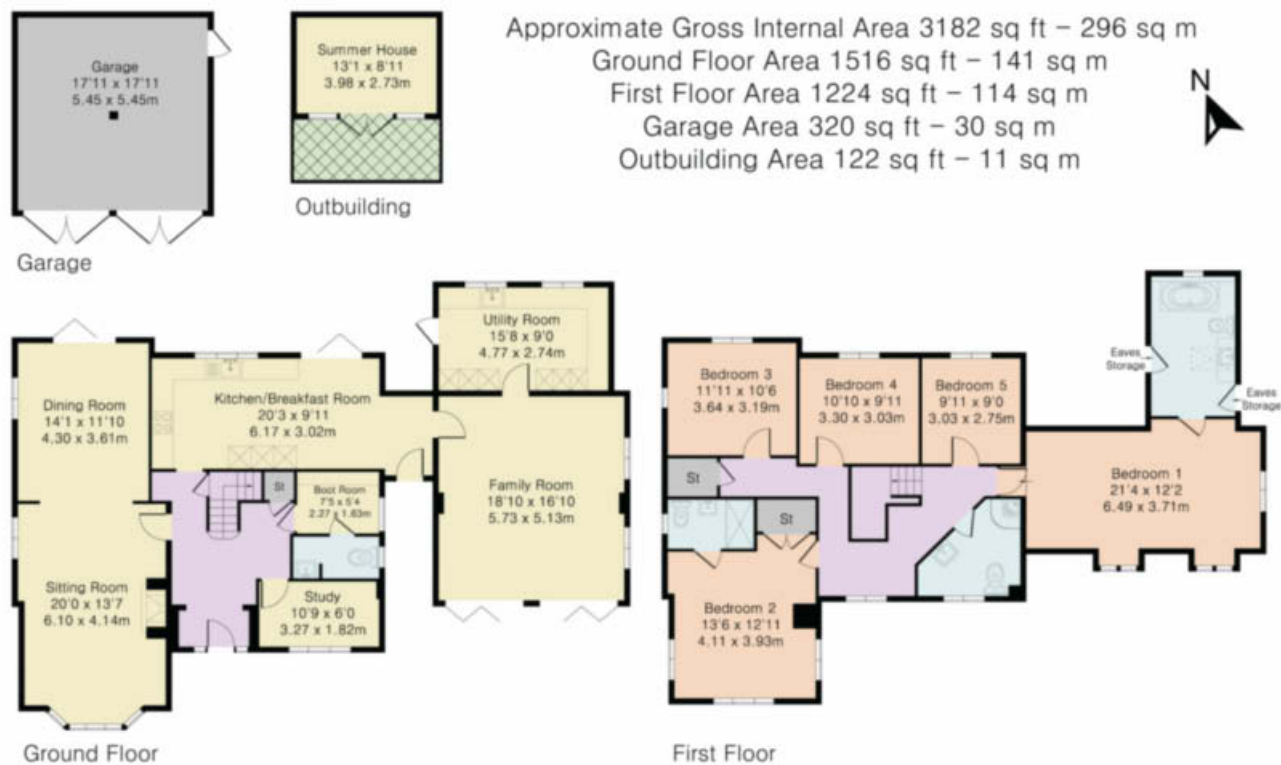 Approximate Gross Internal Area 3182 sq ft - 296 sq m
Ground Floor Area 1516 sq ft - 141 sq m
First Floor Area 1224 sq ft - 114 sq m
Garage Area 320 sq ft - 30 sq m
Outbuilding Area 122 sq ft - 11 sq m
N
Garage
17'11 x 17'11
5.45 x 5.45m
Garage
Summer House
13'1 x 8'11
3.98 x 2.73m
Outbuilding
Utility Room
15'8 x 9'0
4.77 x 2.74m
Kitchen/Breakfast Room
20'3 x 9'11
6.17 x 3.02m
Dining Room
14'1 x 11'10
4.30 x 3.61m
St
Boot Room
7'5 x 5'4
2.27 x 1.63m
Family Room
18'10 x 16'10
5.73 x 5.13m
Sitting Room
20'0 x 13'7
6.10 x 4.14m
Study
10'9 x 6'0
3.27 x 1.82m
Ground Floor
Eaves
Storage
Eaves
Storage
Bedroom 3
11'11 x 10'6
3.64 x 3.19m
Bedroom 4
10'10 x 9'11
3.30 x 3.03m
Bedroom 5
9'11 x 9'0
3.03 x 2.75m
Bedroom 1
21'4 x 12'2
6.49 x 3.71m
St
St
Bedroom 2
13'6 x 12'11
4.11 x 3.93m
First Floor